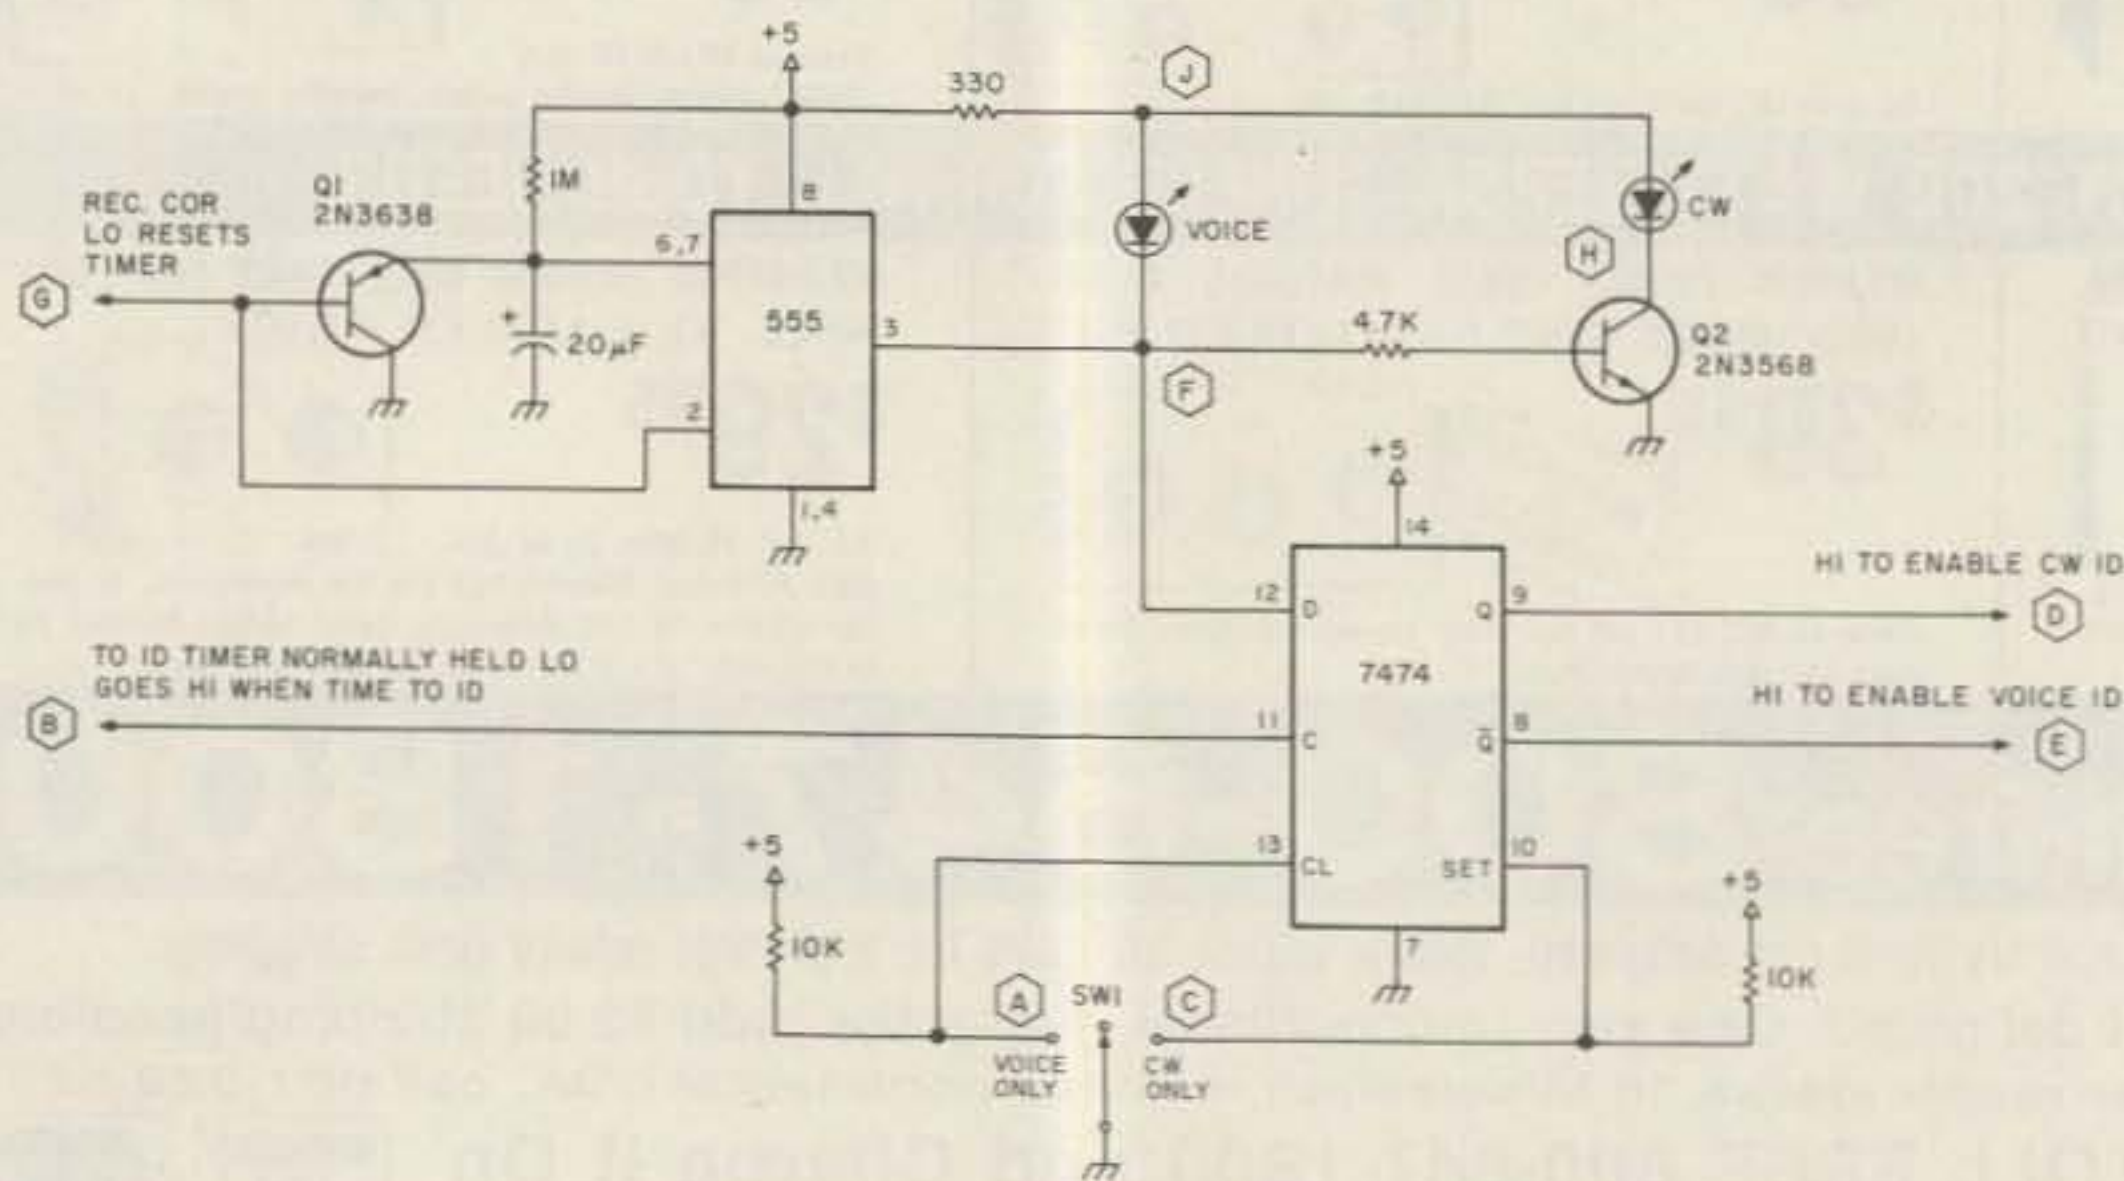 +5
330
J
1M
Q1
2N3638
8
REC. COR
LO RESETS
TIMER
VOICE
CW
6,7
H
G
+
20µF
555
3
4.7K
Q2
2N3568
F
2
+5
1,4
14
HI TO ENABLE CW ID
12
D
Q
9
D
TO ID TIMER NORMALLY HELD LO
GOES HI WHEN TIME TO ID
7474
HI TO ENABLE VOICE ID
B
11
C
Q̅
8
E
+5
13
CL
SET
10
+5
10K
7
10K
A
SW1
C
VOICE
ONLY
CW
ONLY